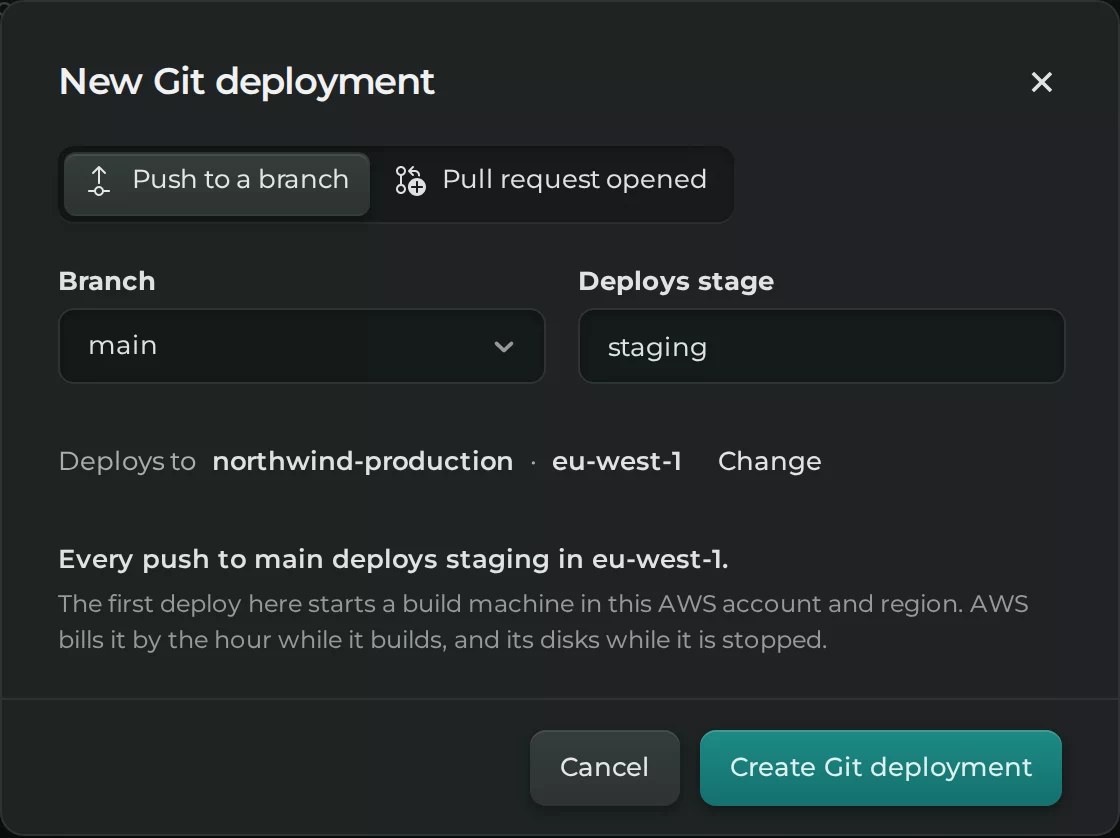 New Git deployment
Push to a branch
Pull request opened
Branch
Deploys stage
main
staging
Deploys to northwind-production · eu-west-1 Change
Every push to main deploys staging in eu-west-1.
The first deploy here starts a build machine in this AWS account and region. AWS
bills it by the hour while it builds, and its disks while it is stopped.
Cancel
Create Git deployment